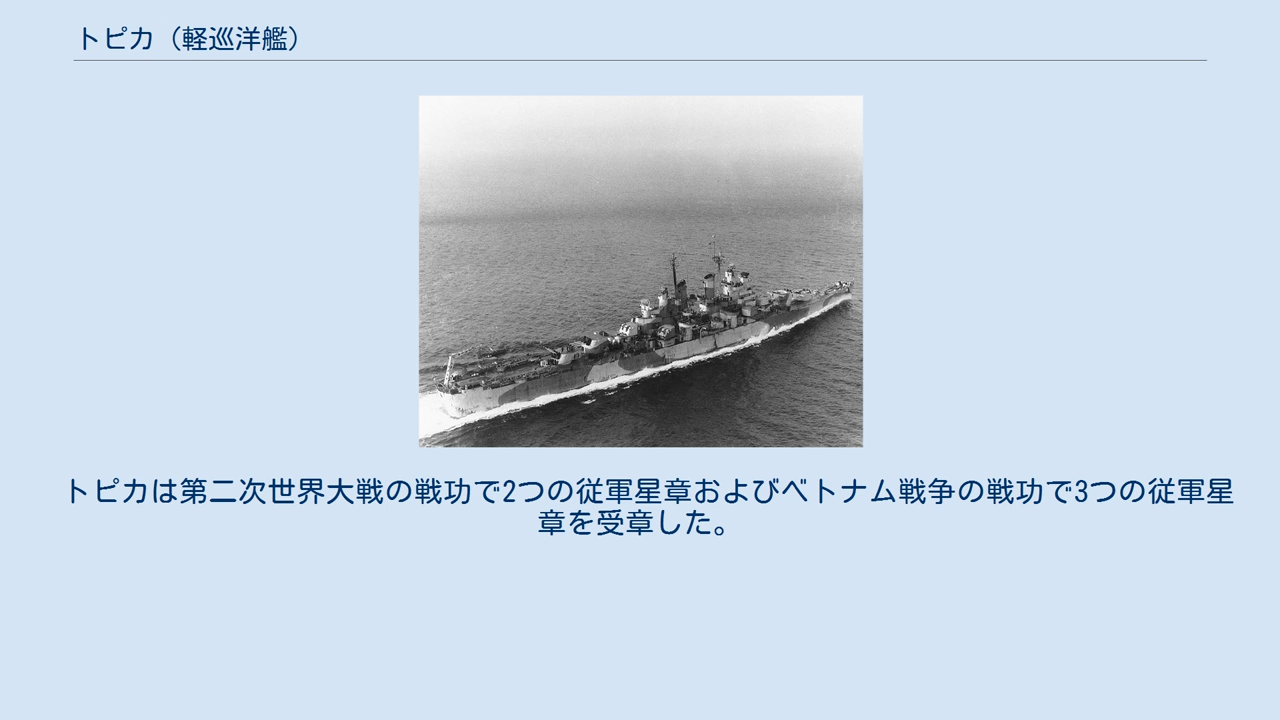 トピカ（軽巡洋艦）
トピカは第二次世界大戦の戦功で2つの従軍星章およびベトナム戦争の戦功で3つの従軍星
章を受章した。